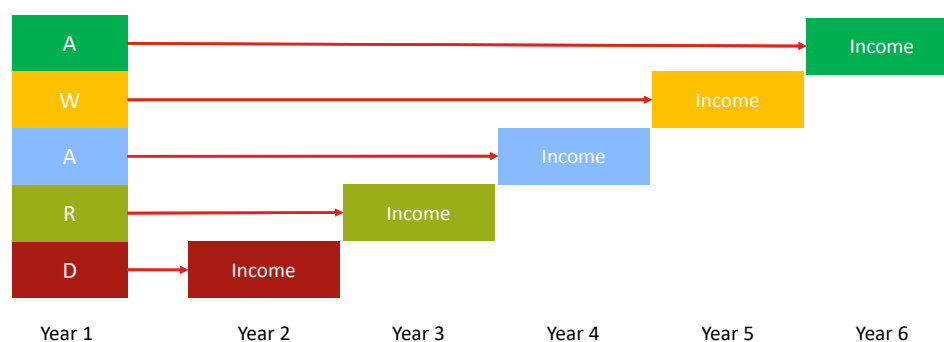 A
Income
W
Income
A
Income
R
Income
D
Income
Year 1 Year 2 Year 3 Year 4 Year 5 Year 6